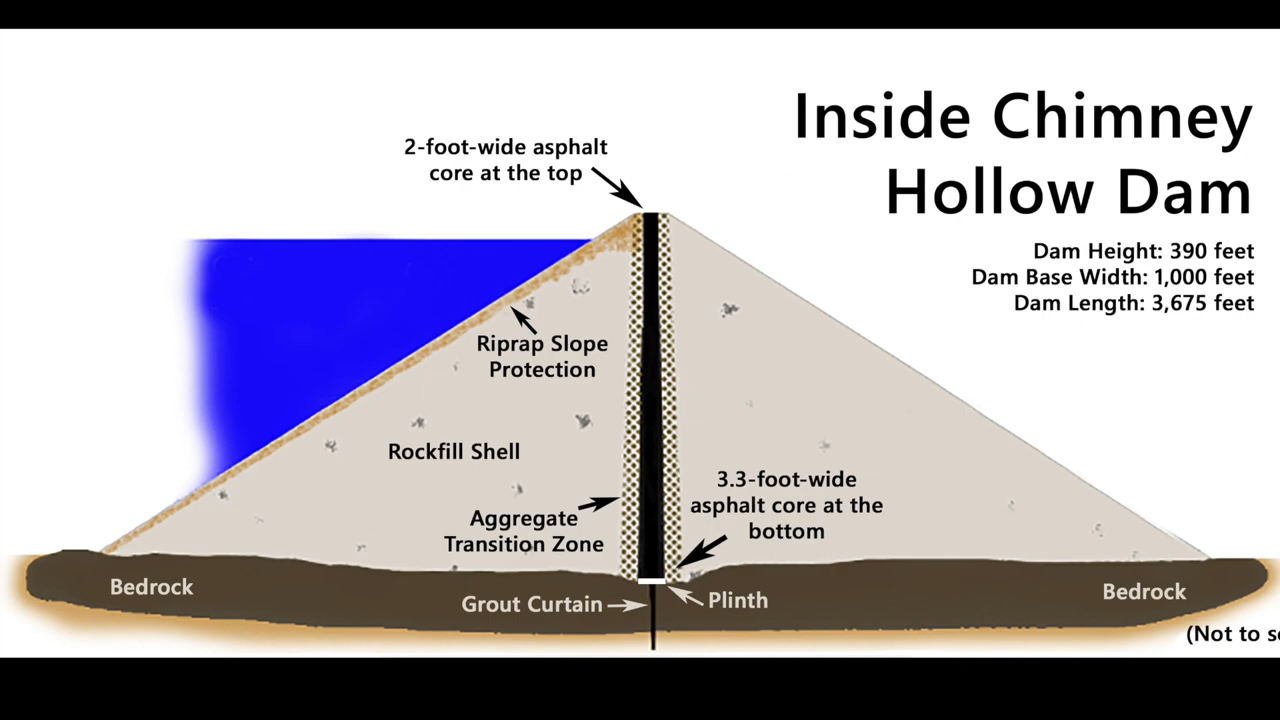 Inside Chimney
Hollow Dam
Dam Height: 390 feet
Dam Base Width: 1,000 feet
Dam Length: 3,675 feet
2-foot-wide asphalt
core at the top
Riprap Slope
Protection
Rockfill Shell
Aggregate
Transition Zone
3.3-foot-wide
asphalt core at the
bottom
Bedrock
Grout Curtain
Plinth
Bedrock
(Not to